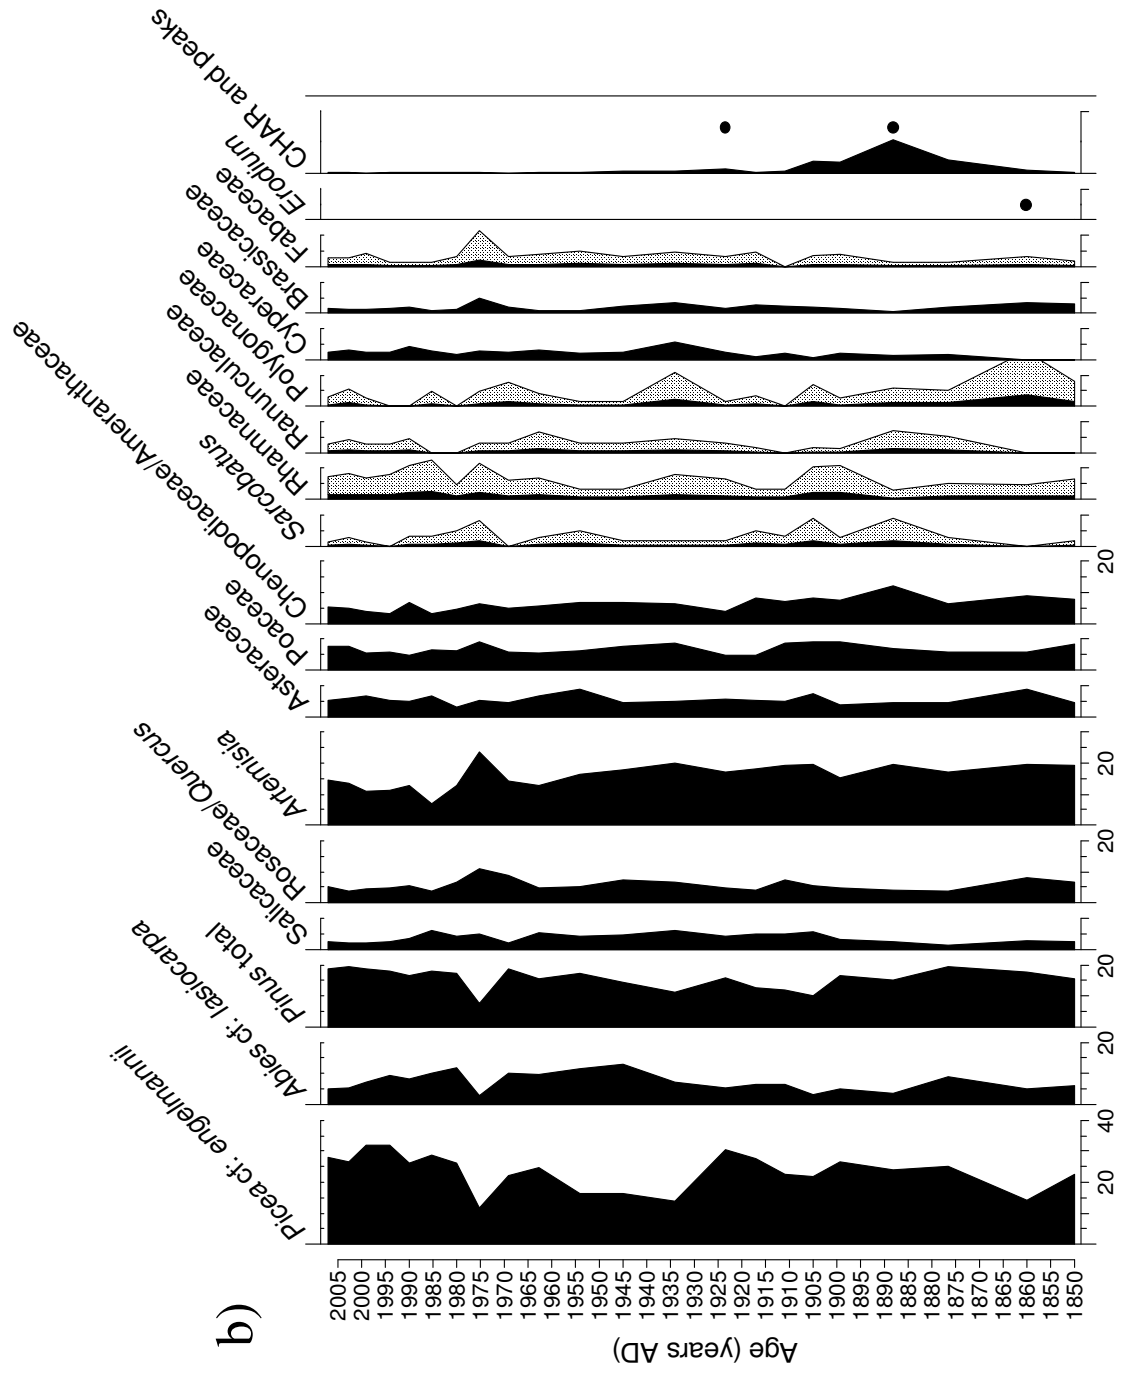 b)
Age (years AD)
1850
1855
1860
1865
1870
1875
1880
1885
1890
1895
1900
1905
1910
1915
1920
1925
1930
1935
1940
1945
1950
1955
1960
1965
1970
1975
1980
1985
1990
1995
2000
2005
Picea cf. engelmannii
Abies cf. lasiocarpa
Pinus total
Salicaceae
Rosaceae/Quercus
Artemisia
Asteraceae
Poaceae
Chenopodiaceae/Ameranthaceae
Sarcobatus
Rhamnaceae
Ranunculaceae
Polygonaceae
Cyperaceae
Brassicaceae
Fabaceae
Erodium
CHAR and peaks
20
40
20
20
20
20
20